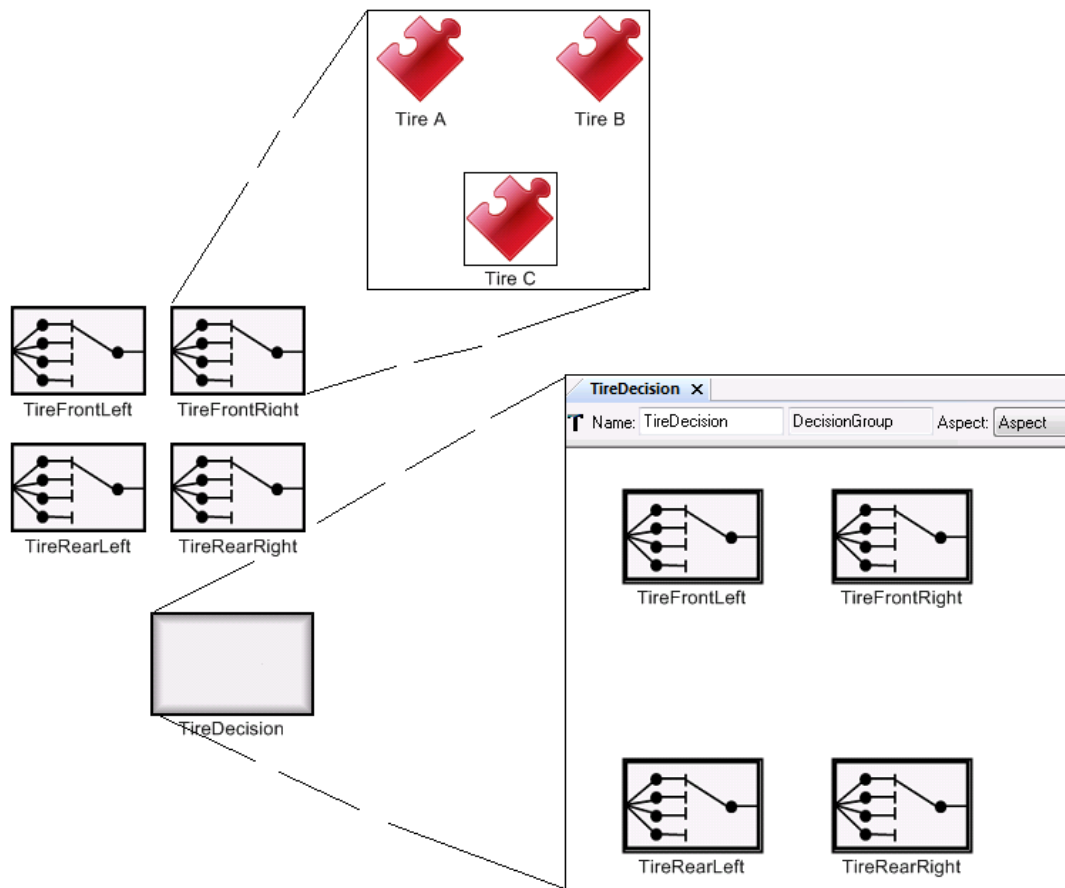 Tire A
Tire B
Tire C
TireFrontLeft
TireFrontRight
TireRearLeft
TireRearRight
TireDecision
TireDecision X
T Name: TireDecision DecisionGroup Aspect: Aspect
TireFrontLeft
TireFrontRight
TireRearLeft
TireRearRight